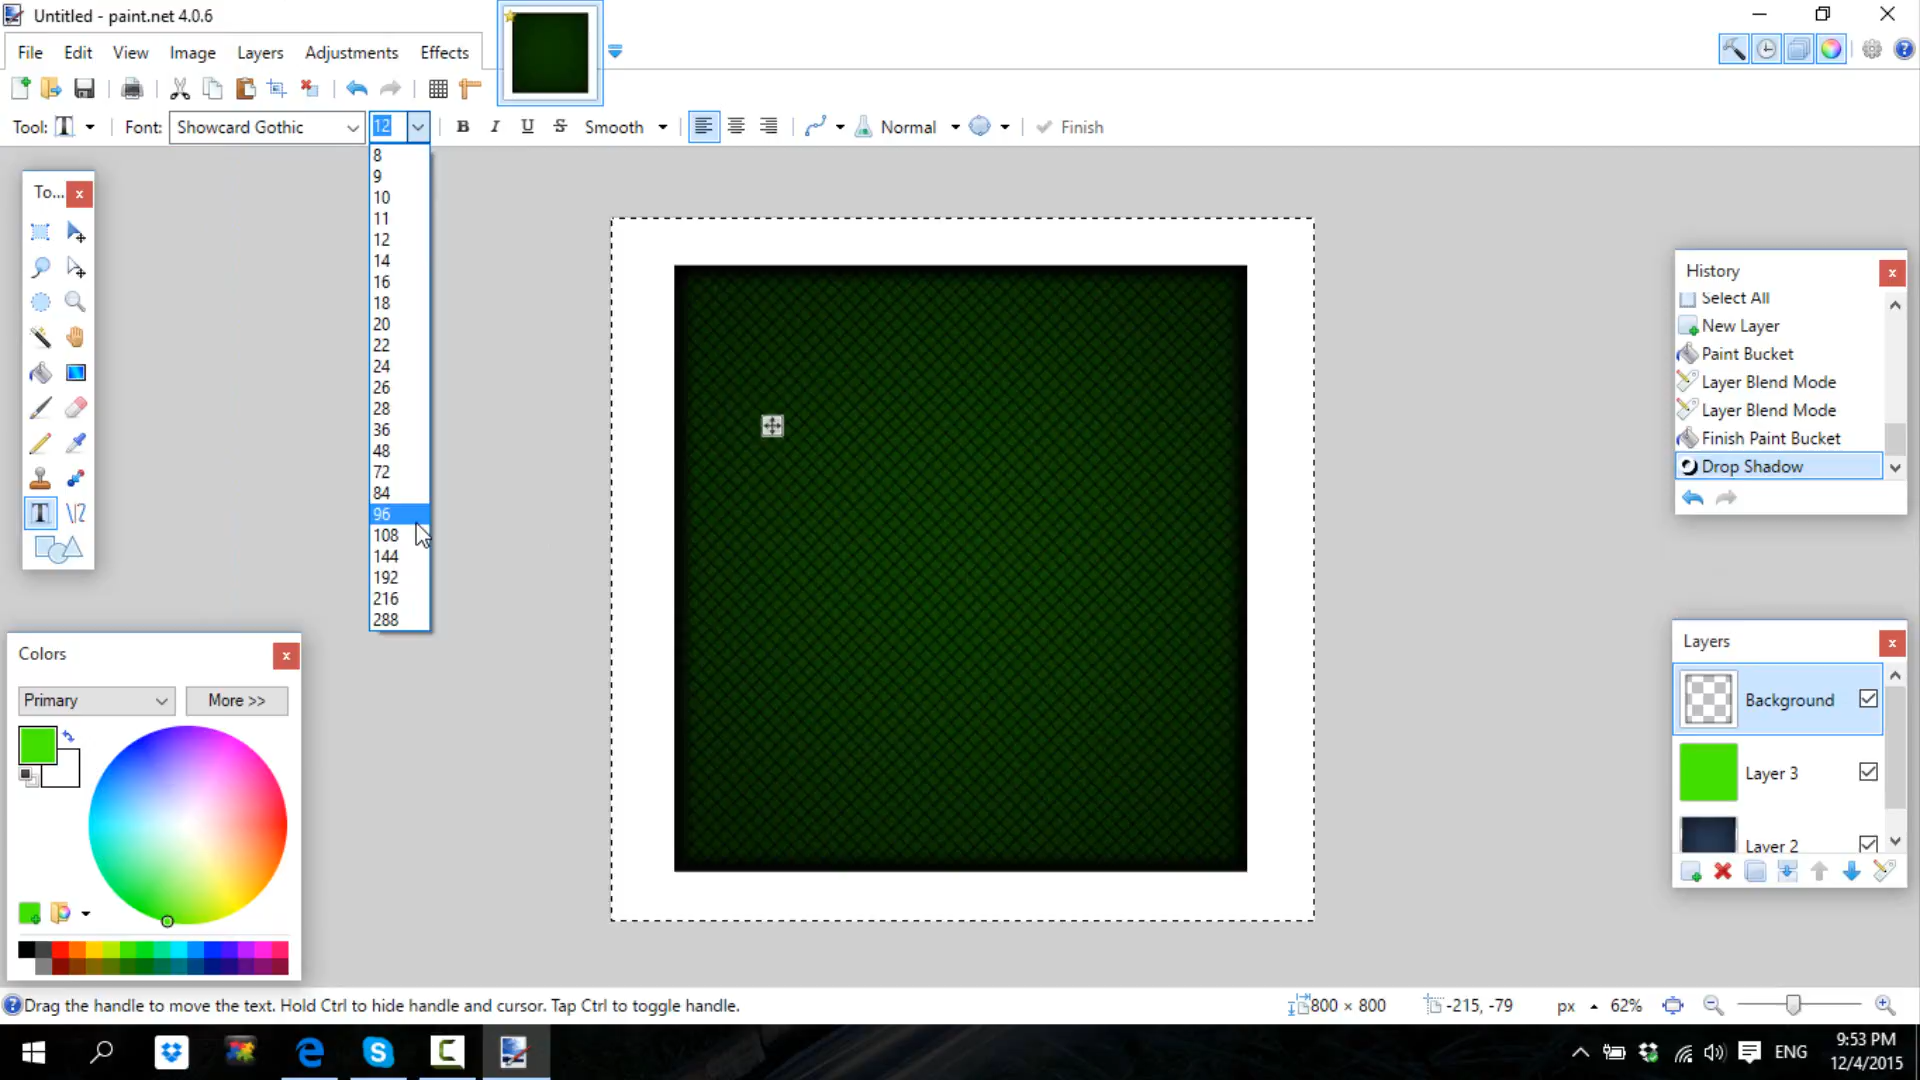 Untitled - paint.net 4.0.6
File Edit View Image Layers Adjustments Effects
Tool: T Font: Showcard Gothic 12 B I U S Smooth Normal Finish
8
9
10
11
12
14
16
18
20
22
24
26
28
36
48
72
84
96
108
144
192
216
288
To...
T
Colors
Primary More >>
History
Select All
New Layer
Paint Bucket
Layer Blend Mode
Layer Blend Mode
Finish Paint Bucket
Drop Shadow
Layers
Background
Layer 3
Layer 2
Drag the handle to move the text. Hold Ctrl to hide handle and cursor. Tap Ctrl to toggle handle. 800 × 800 -215, -79 px 62%
ENG 9:53 PM
12/4/2015